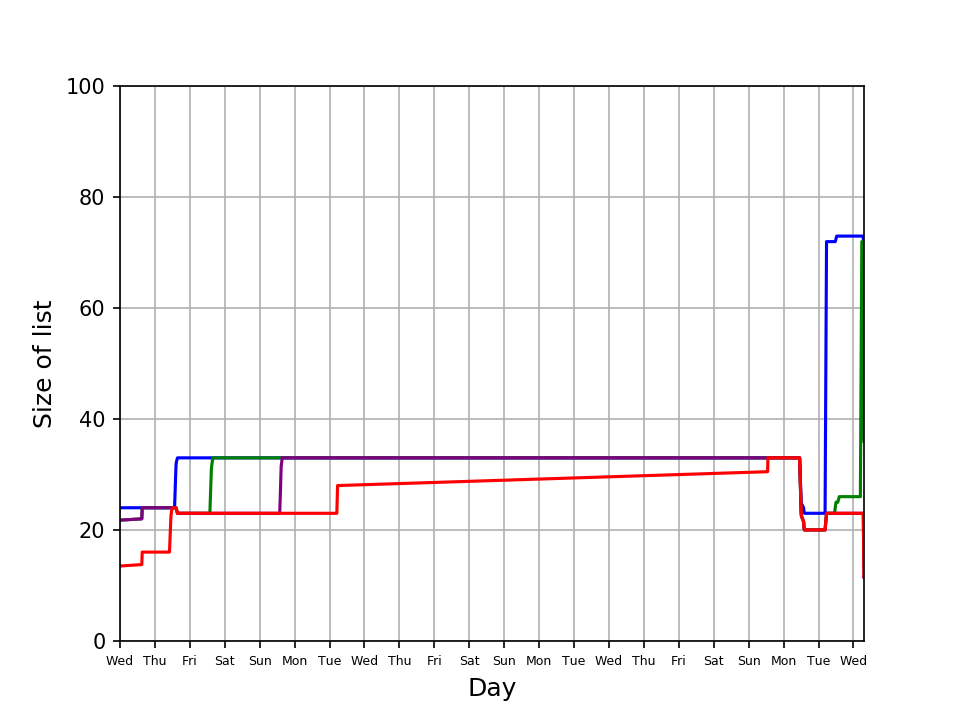 100
80
60
40
20
0
Size of list
Wed Thu Fri Sat Sun Mon Tue Wed Thu Fri Sat Sun Mon Tue Wed Thu Fri Sat Sun Mon Tue Wed
Day